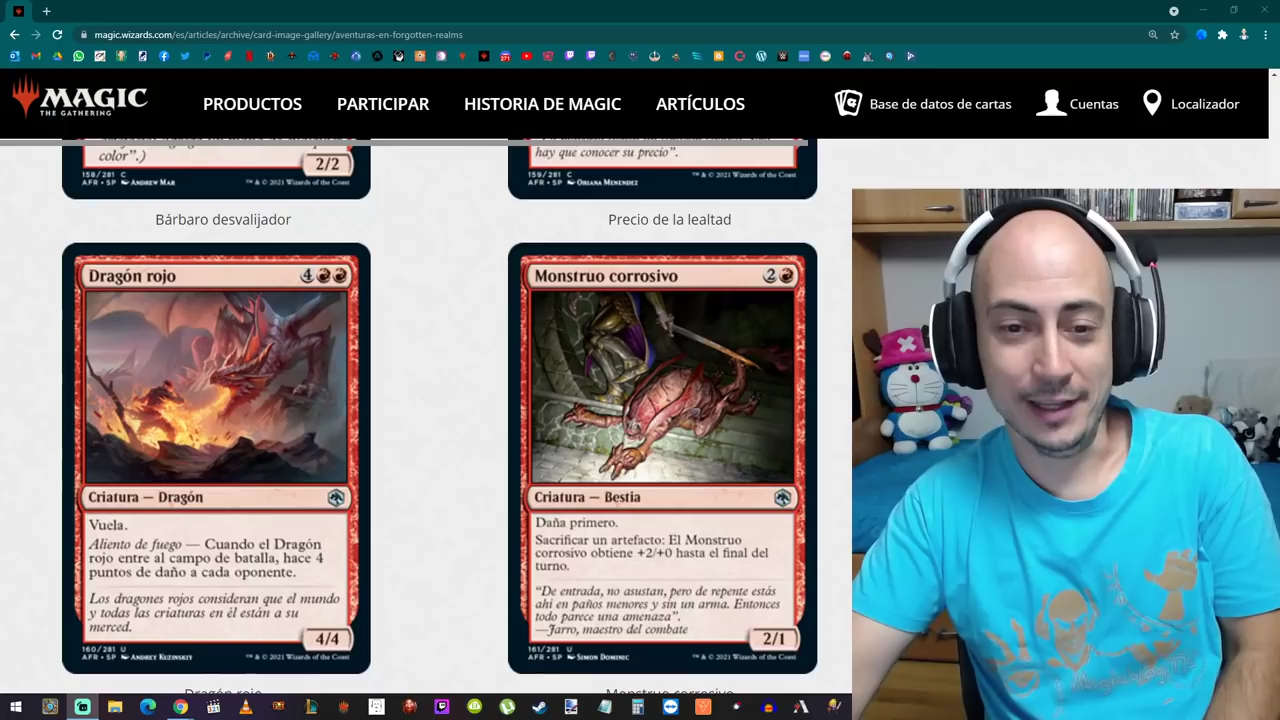 magic.wizards.com/es/articles/archive/card-image-gallery/aventuras-en-forgotten-realms
MAGIC
THE GATHERING
PRODUCTOS
PARTICIPAR
HISTORIA DE MAGIC
ARTÍCULOS
Base de datos de cartas
Cuentas
Localizador
color".)
2/2
158/281 C
AFR • SP Andrew Mar
™ & © 2021 Wizards of the Coast
hay que conocer su precio".
159/281 C
AFR • SP Oriana Menendez
™ & © 2021 Wizards of the Coast
Bárbaro desvalijador
Precio de la lealtad
Dragón rojo
4
Criatura — Dragón
Vuela.
Aliento de fuego — Cuando el Dragón
rojo entre al campo de batalla, hace 4
puntos de daño a cada oponente.
Los dragones rojos consideran que el mundo
y todas las criaturas en él están a su
merced.
4/4
160/281 U
AFR • SP Andrey Kuzinskiy
™ & © 2021 Wizards of the Coast
Monstruo corrosivo
2
Criatura — Bestia
Daña primero.
Sacrificar un artefacto: El Monstruo
corrosivo obtiene +2/+0 hasta el final del
turno.
"De entrada, no asustan, pero de repente estás
ahí en paños menores y sin un arma. Entonces
todo parece una amenaza".
—Jarro, maestro del combate
2/1
161/281 U
AFR • SP Simon Dominic
™ & © 2021 Wizards of the Coast
Dragón rojo
Monstruo corrosivo